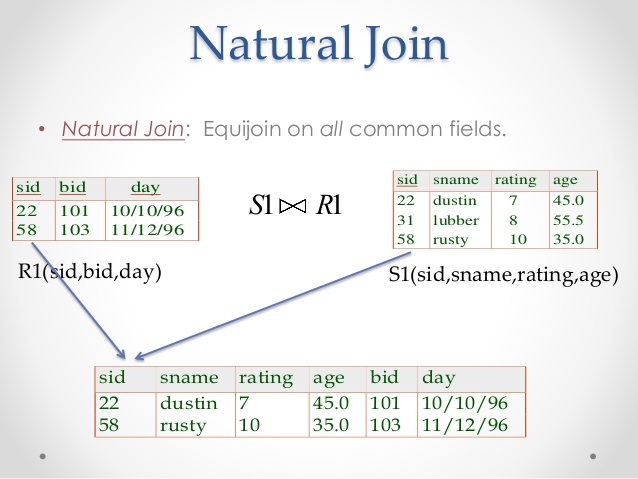 Natural Join
• Natural Join: Equijoin on all common fields.
sid bid day
22 101 10/10/96
58 103 11/12/96
R1(sid,bid,day)
S1⋈ R1
sid sname rating age
22 dustin 7 45.0
31 lubber 8 55.5
58 rusty 10 35.0
S1(sid,sname,rating,age)
sid sname rating age bid day
22 dustin 7 45.0 101 10/10/96
58 rusty 10 35.0 103 11/12/96